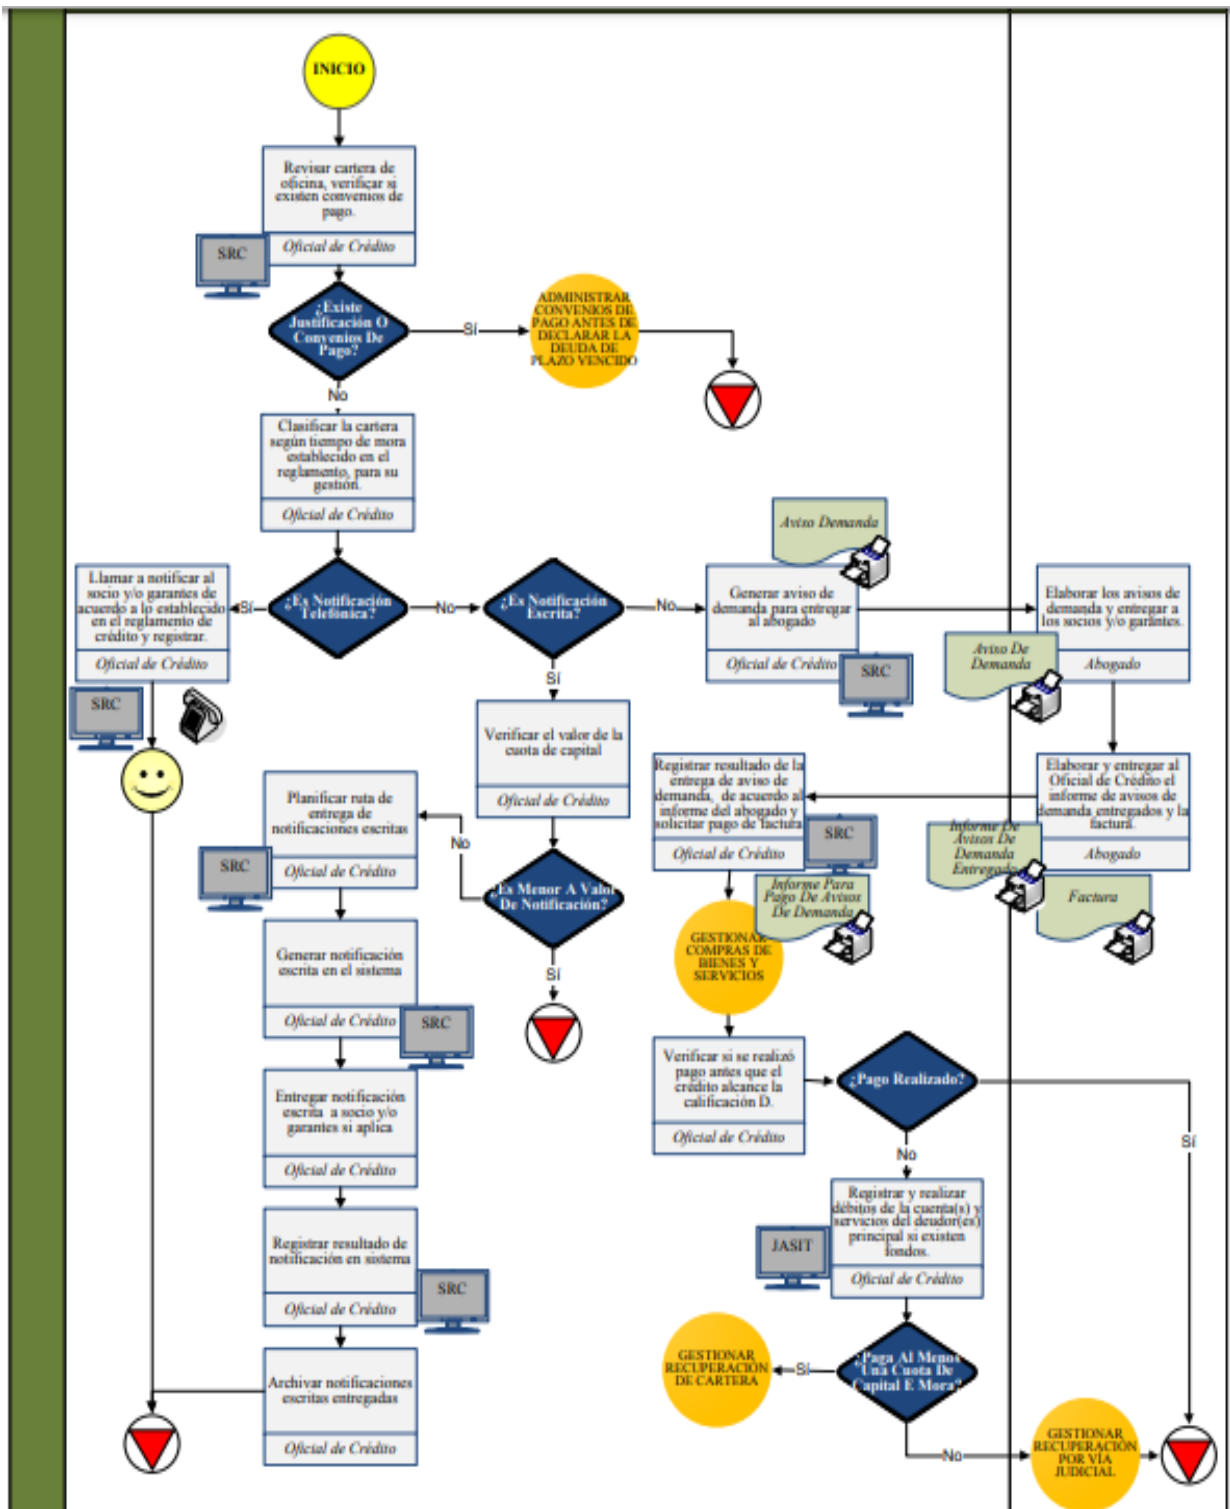 INICIO
Revisar cartera de
oficina, verificar si
existen convenios de
pago.
Oficial de Crédito
SRC
¿Existe
Justificación O
Convenios De
Pago?
Sí
ADMINISTRAR
CONVENIOS DE
PAGO ANTES DE
DECLARAR LA
DEUDA DE
PLAZO VENCIDO
No
Clasificar la cartera
según tiempo de mora
establecido en el
reglamento, para su
gestión.
Oficial de Crédito
¿Es Notificación
Telefónica?
Sí
Llamar a notificar al
socio y/o garantes de
acuerdo a lo establecido
en el reglamento de
crédito y registrar.
Oficial de Crédito
SRC
No
¿Es Notificación
Escrita?
No
Aviso Demanda
Generar aviso de
demanda para entregar
al abogado
Oficial de Crédito
SRC
Elaborar los avisos de
demanda y entregar a
los socios y/o garantes.
Abogado
Aviso De
Demanda
Sí
Verificar el valor de la
cuota de capital
Oficial de Crédito
¿Es Menor A Valor
De Notificación?
No
Sí
Planificar ruta de
entrega de
notificaciones escritas
Oficial de Crédito
SRC
Generar notificación
escrita en el sistema
Oficial de Crédito
SRC
Entregar notificación
escrita a socio y/o
garantes si aplica
Oficial de Crédito
Registrar resultado de
notificación en sistema
Oficial de Crédito
SRC
Archivar notificaciones
escritas entregadas
Oficial de Crédito
Elaborar y entregar al
Oficial de Crédito el
informe de avisos de
demanda entregados y la
factura.
Abogado
Informe De
Avisos De
Demanda
Entregado
Factura
Registrar resultado de la
entrega de aviso de
demanda, de acuerdo al
informe del abogado y
solicitar pago de factura
Oficial de Crédito
SRC
Informe Para
Pago De Avisos
De Demanda
GESTIONAR
COMPRAS DE
BIENES Y
SERVICIOS
Verificar si se realizó
pago antes que el
crédito alcance la
calificación D.
Oficial de Crédito
¿Pago Realizado?
Sí
No
Registrar y realizar
débitos de la cuenta(s) y
servicios del deudor(es)
principal si existen
fondos.
Oficial de Crédito
JASIT
¿Paga Al Menos
Una Cuota De
Capital E Mora?
Sí
GESTIONAR
RECUPERACIÓN
DE CARTERA
No
GESTIONAR
RECUPERACIÓN
POR VÍA
JUDICIAL